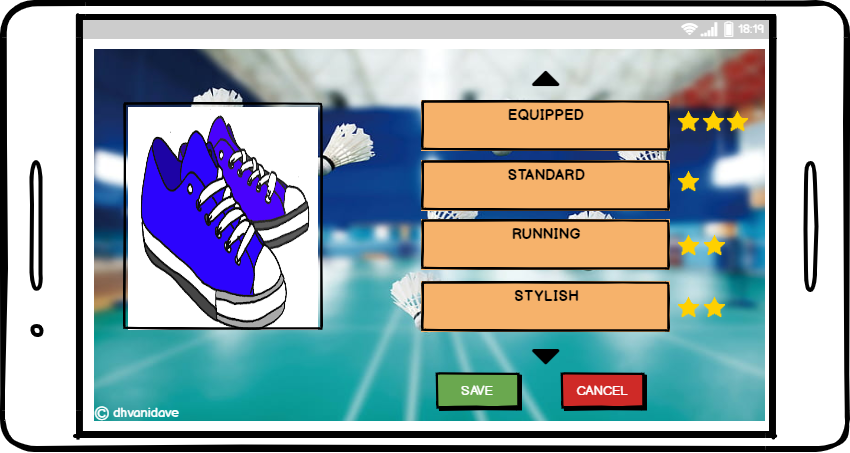 18:19
EQUIPPED
STANDARD
RUNNING
STYLISH
SAVE
CANCEL
© dhvanidave